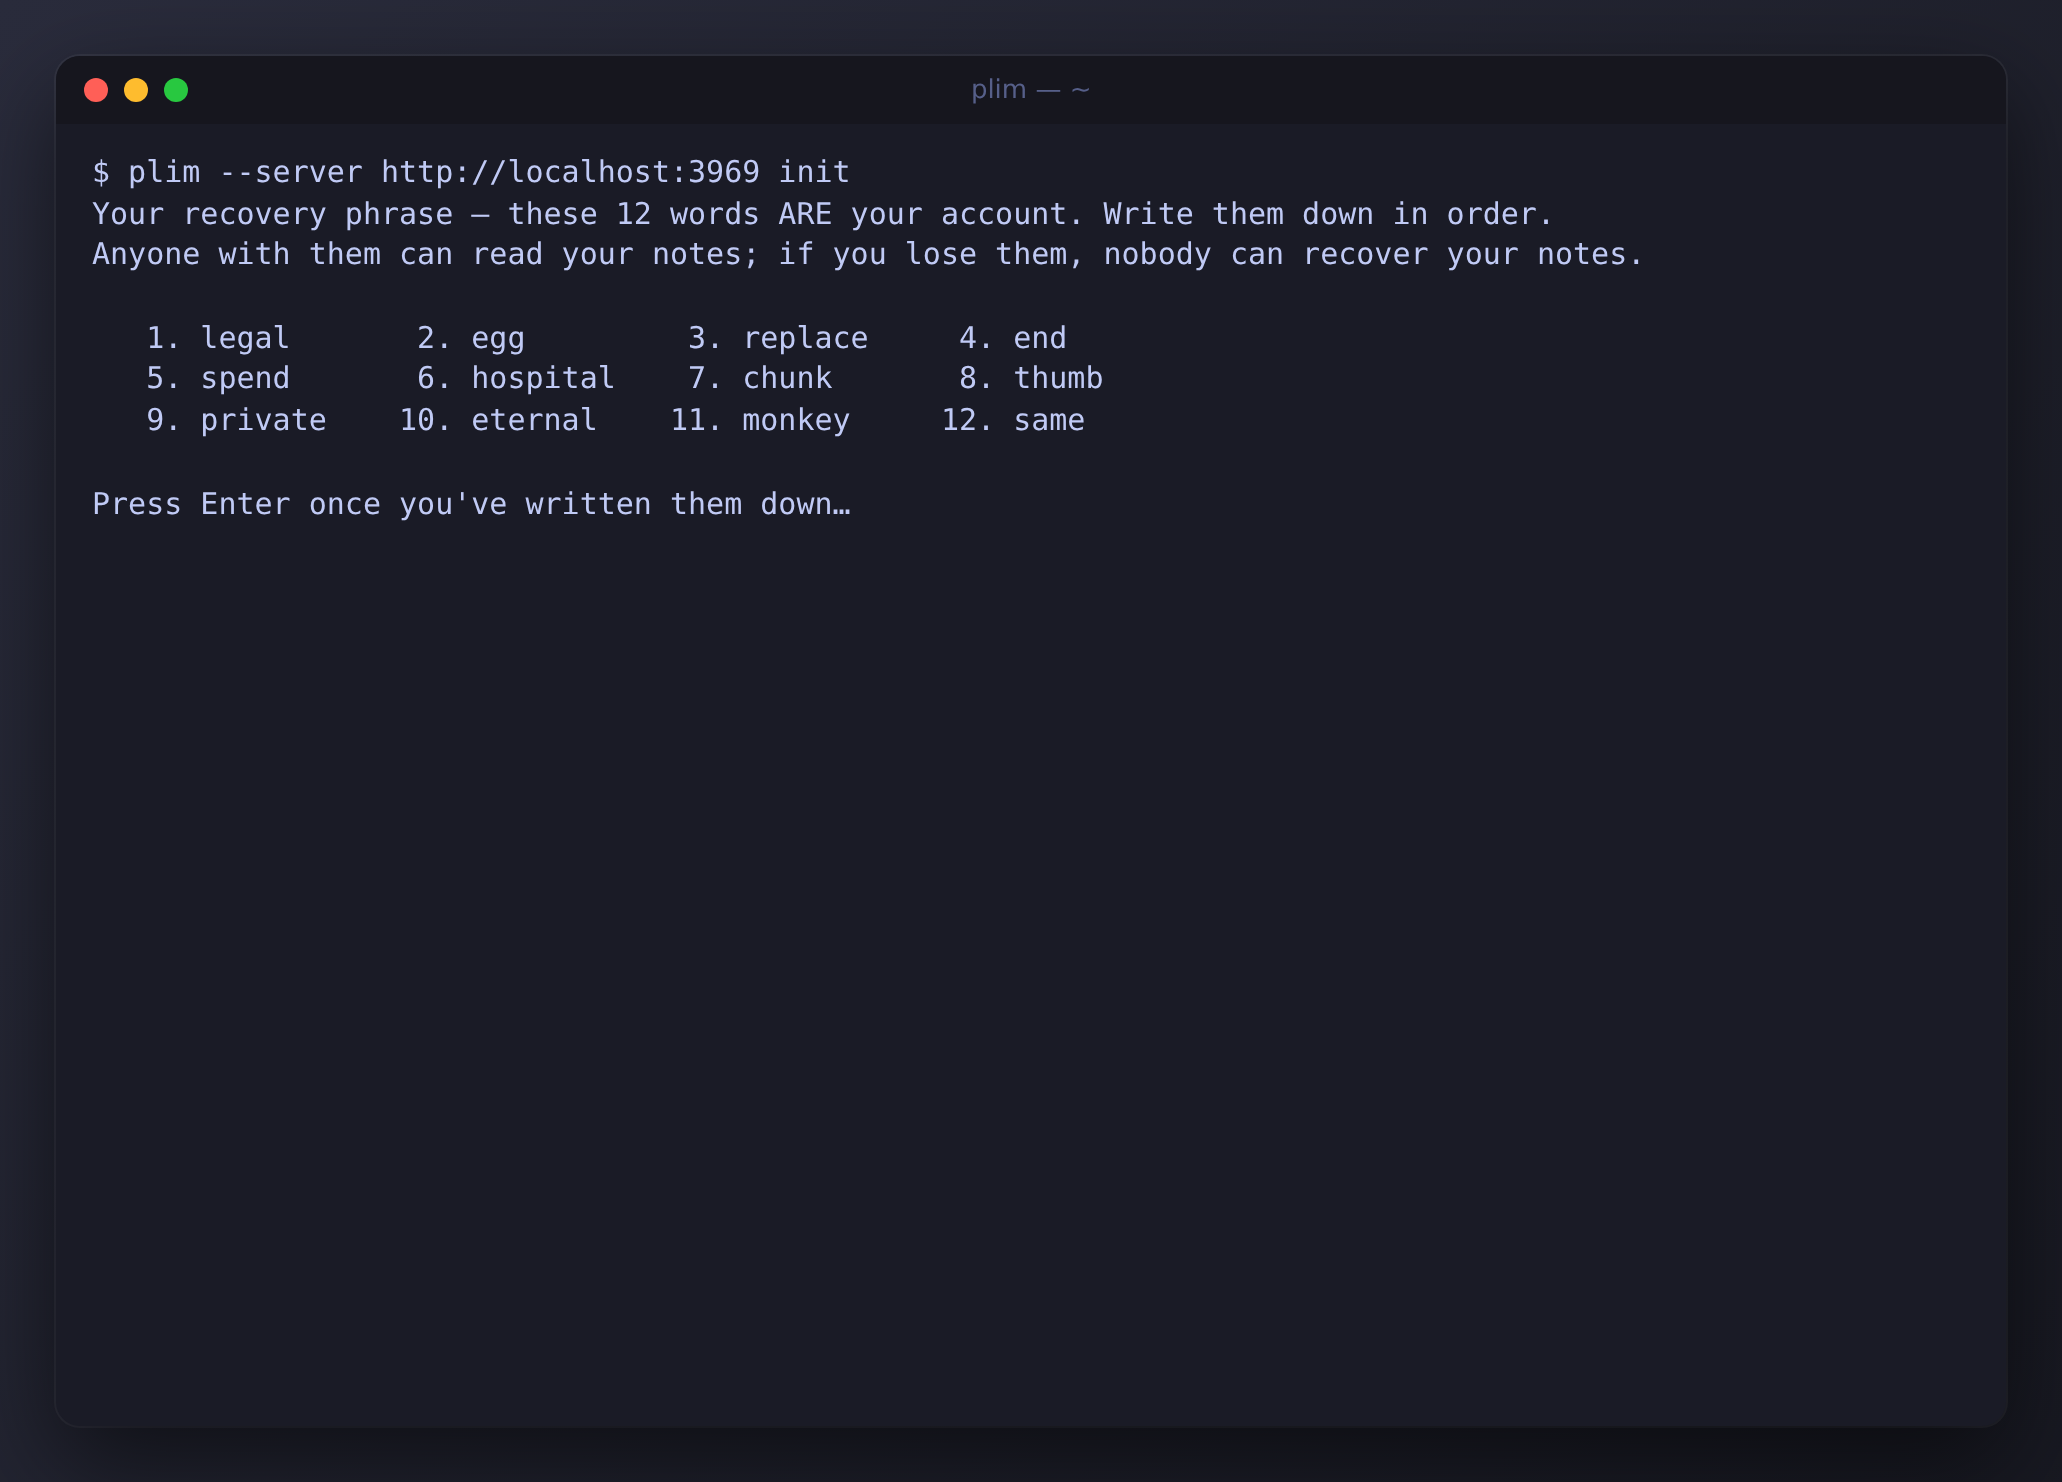 plim — ~
$ plim --server http://localhost:3969 init
Your recovery phrase — these 12 words ARE your account. Write them down in order.
Anyone with them can read your notes; if you lose them, nobody can recover your notes.
1. legal 2. egg 3. replace 4. end
5. spend 6. hospital 7. chunk 8. thumb
9. private 10. eternal 11. monkey 12. same
Press Enter once you've written them down…